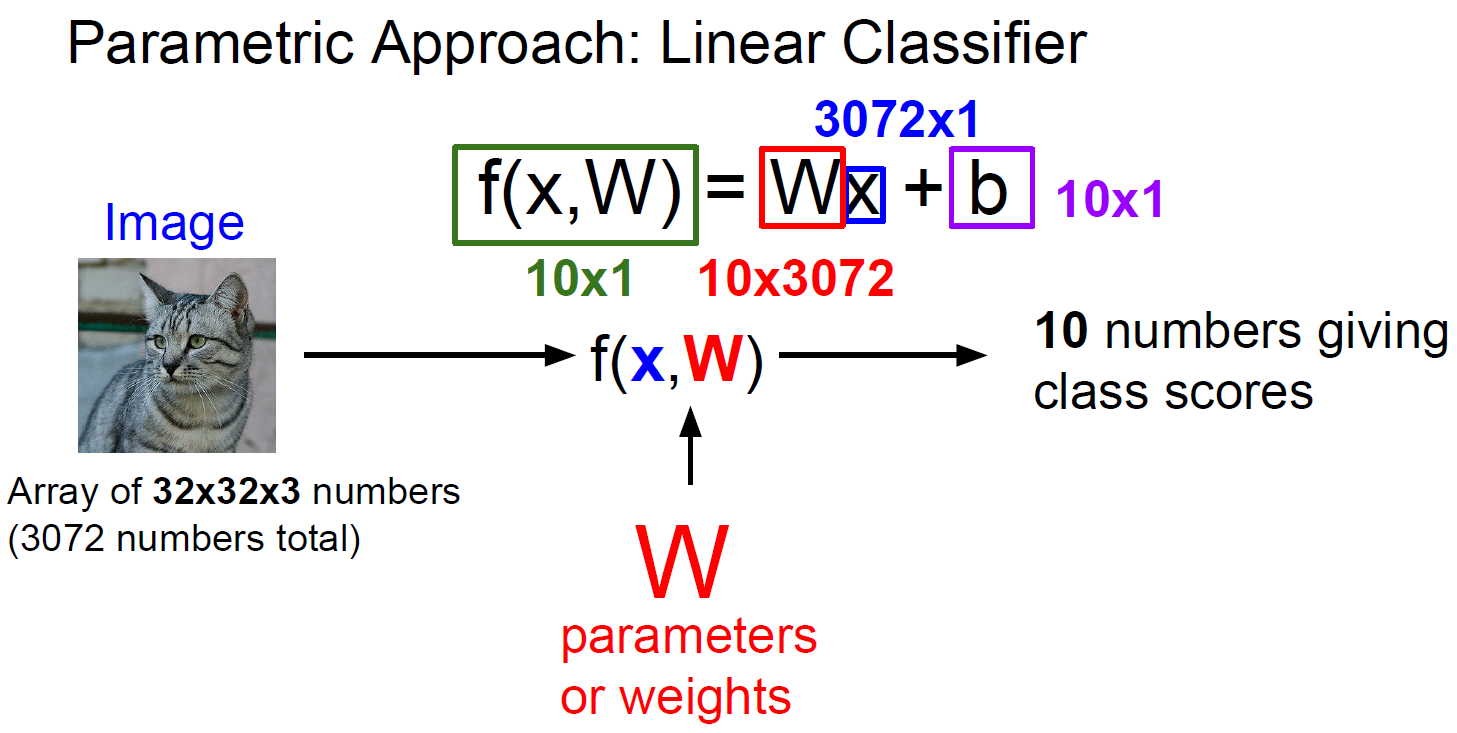 Parametric Approach: Linear Classifier
3072x1
f(x,W) = Wx + b 10x1
10x1 10x3072
Image
f(x,W)
10 numbers giving
class scores
Array of 32x32x3 numbers
(3072 numbers total)
W
parameters
or weights